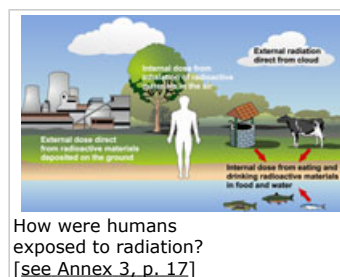 Internal dose from
inhalation of radioactive
materials in the air
External radiation
direct from cloud
External dose direct
from radioactive materials
deposited on the ground
Internal dose from eating and
drinking radioactive materials
in food and water
How were humans
exposed to radiation?
[see Annex 3, p. 17]